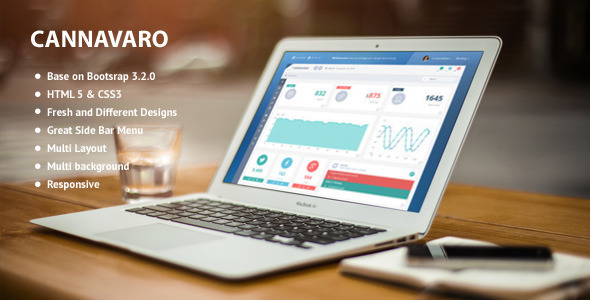 CANNAVARO
Base on Bootsrap 3.2.0
HTML 5 & CSS3
Fresh and Different Designs
Great Side Bar Menu
Multi Layout
Multi background
Responsive
832
875
1645
MacBook Air